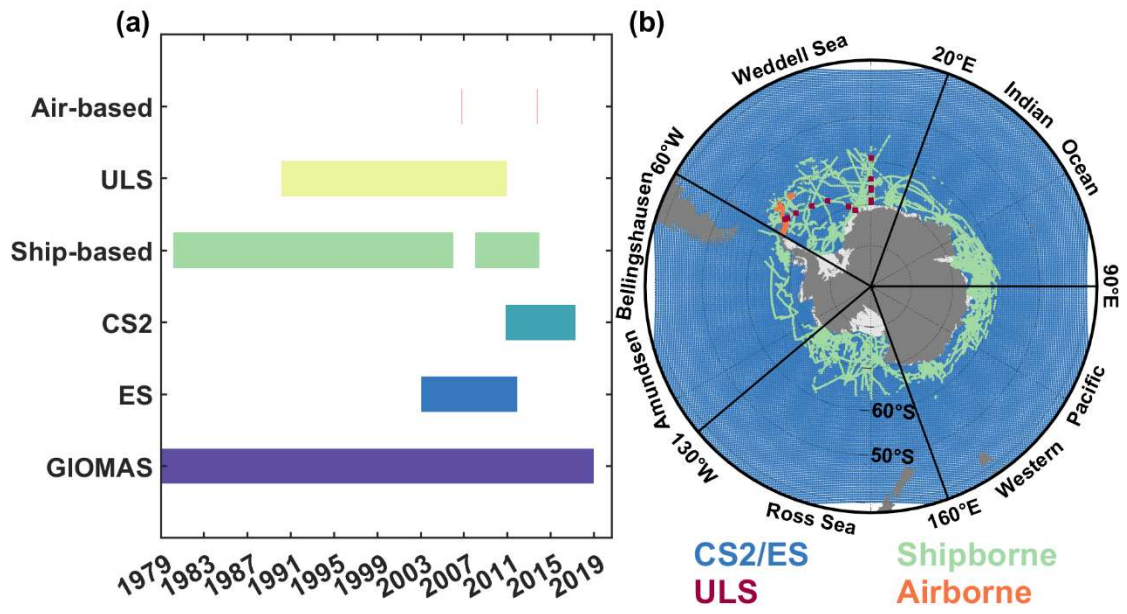 (a)
Air-based
ULS
Ship-based
CS2
ES
GIOMAS
1979 1983 1987 1991 1995 1999 2003 2007 2011 2015 2019
(b)
Weddell Sea
20°E
Indian Ocean
60°W
90°E
Bellingshausen
Amundsen
60°S
50°S
130°W
Ross Sea
160°E
Western Pacific
CS2/ES
Shipborne
ULS
Airborne